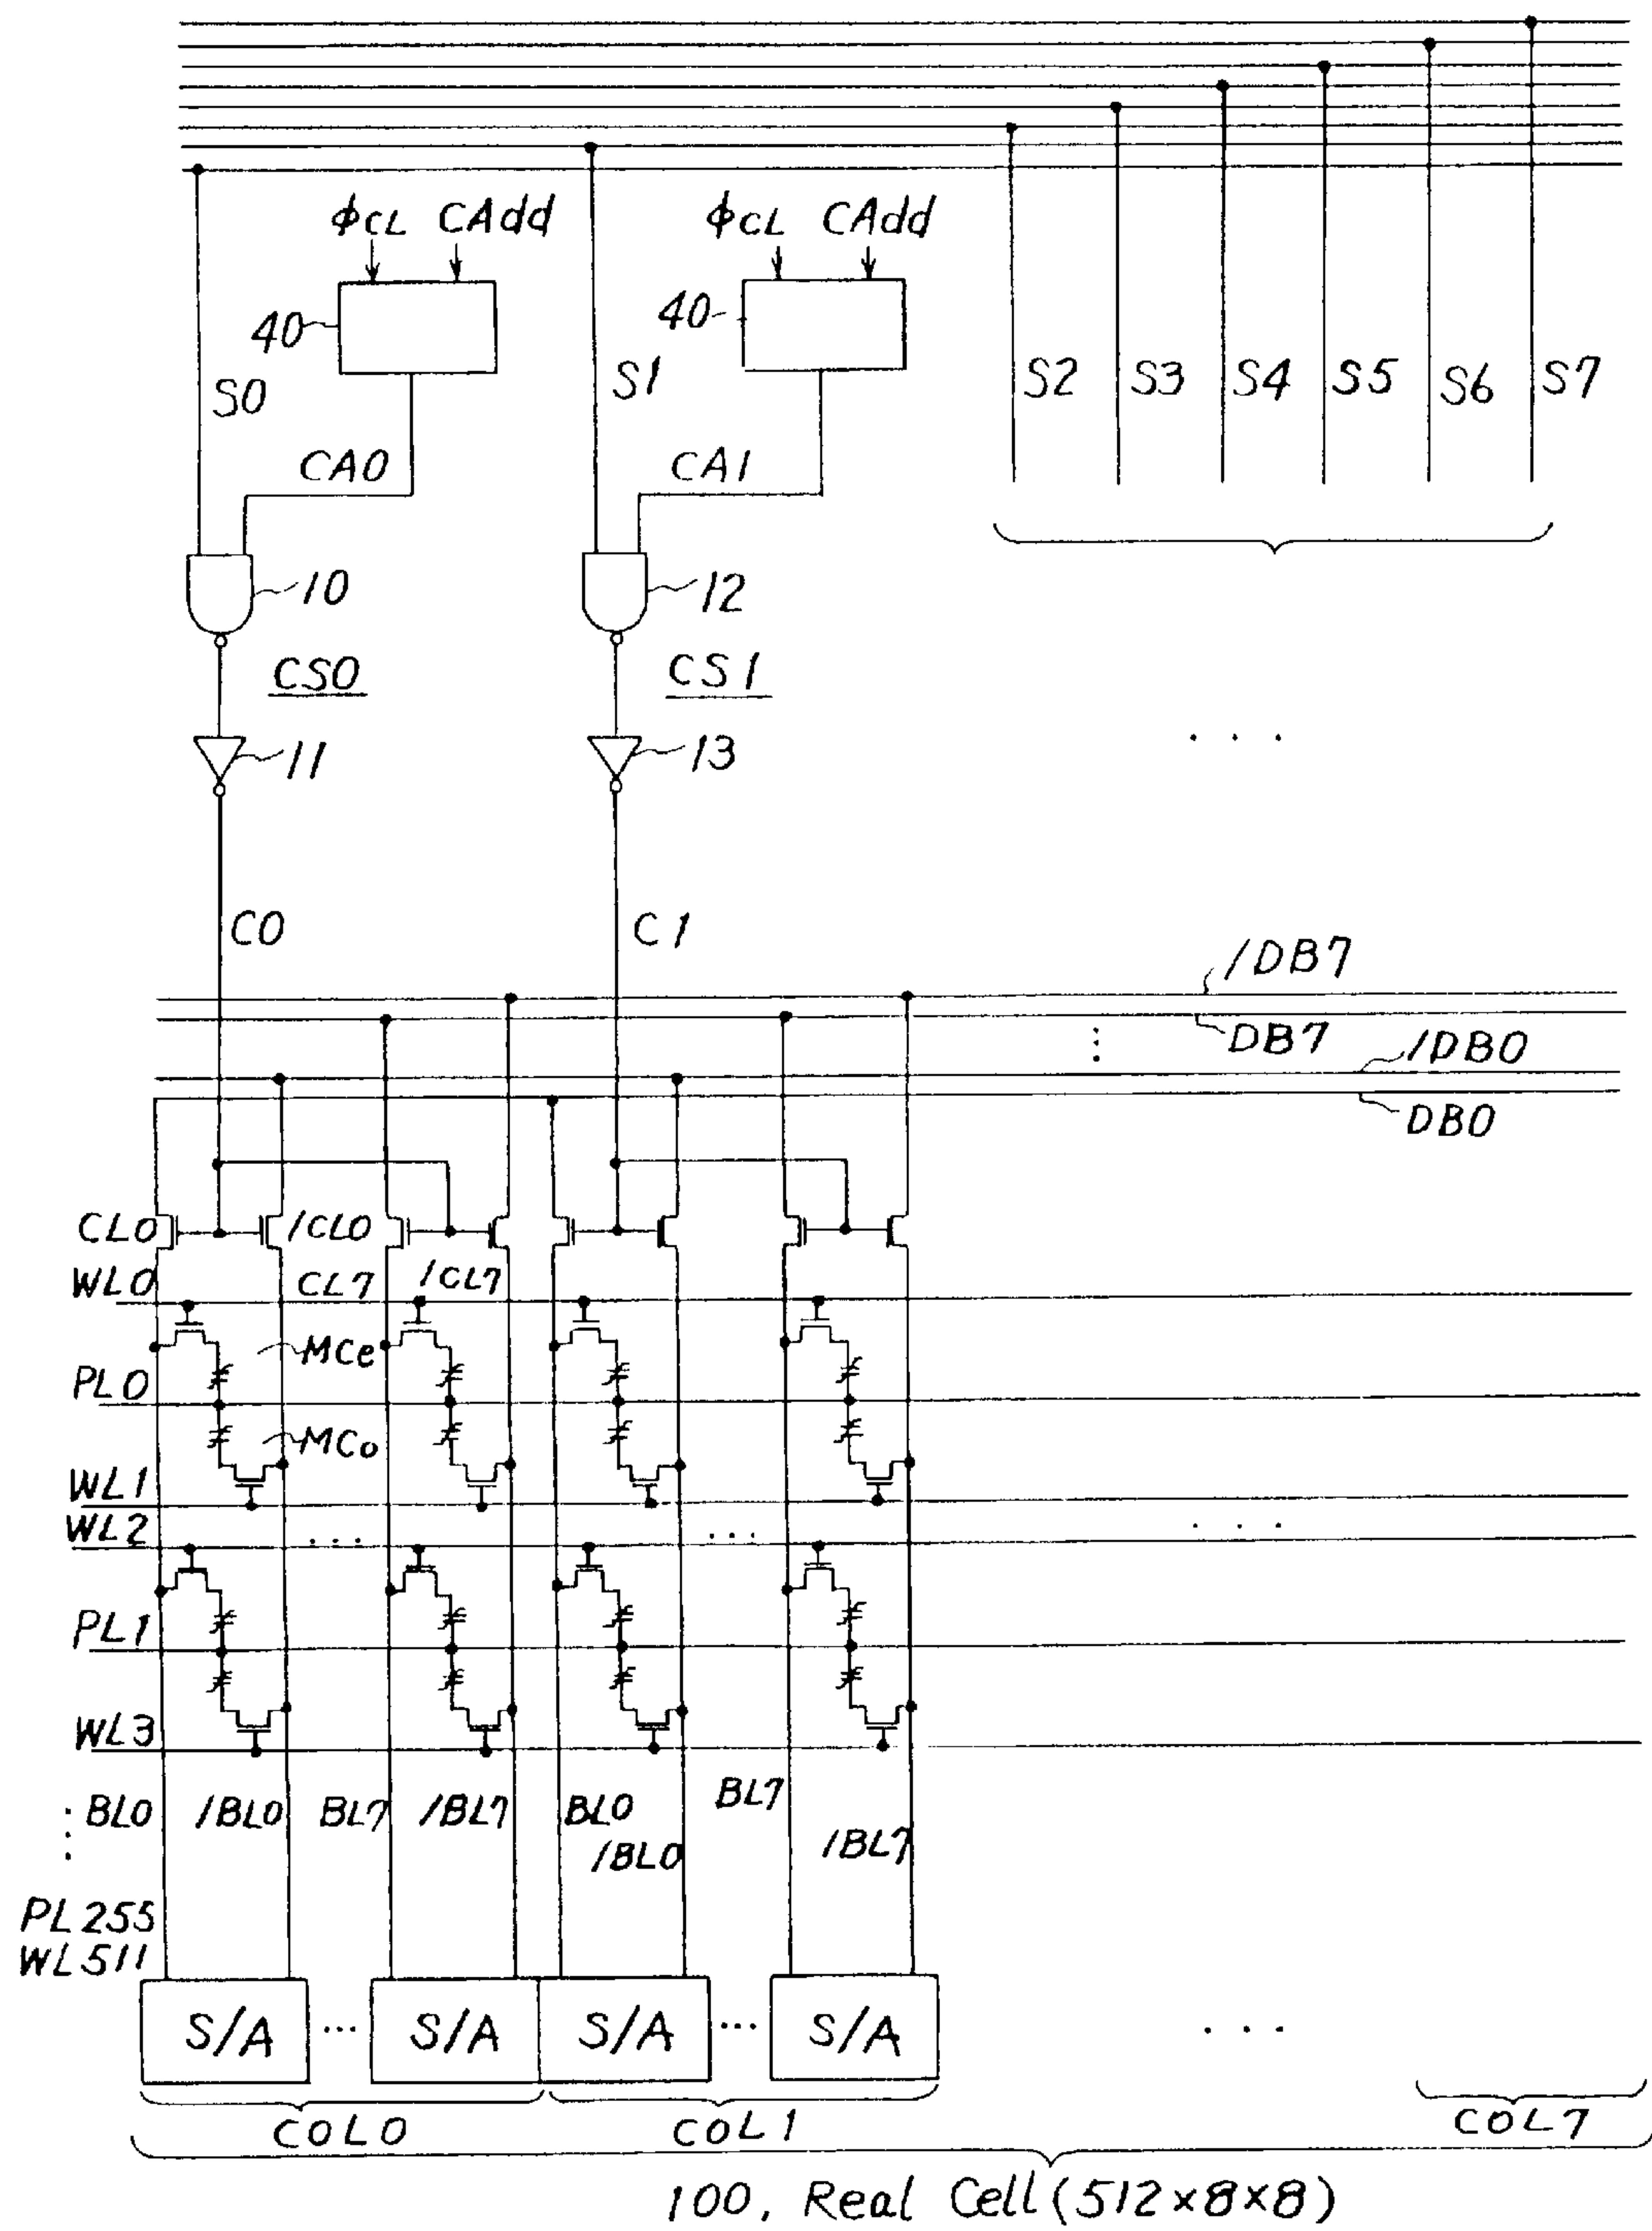 φCL CAdd φCL CAdd
40 40
S0 S1 S2 S3 S4 S5 S6 S7
CA0 CA1
10 12
CS0 CS1
. . .
11 13
C0 C1
/DB7
DB7
/DB0
DB0
CL0 /CL0
WL0 CL7 /CL7
MCe
PL0
MCo
WL1
WL2 ... ... . . .
PL1
WL3
BL0 /BL0 BL7 /BL7 BL0 /BL0 BL7 /BL7
PL255
WL511
S/A ... S/A S/A ... S/A . . .
COL0 COL1 COL7
100, Real Cell (512×8×8)